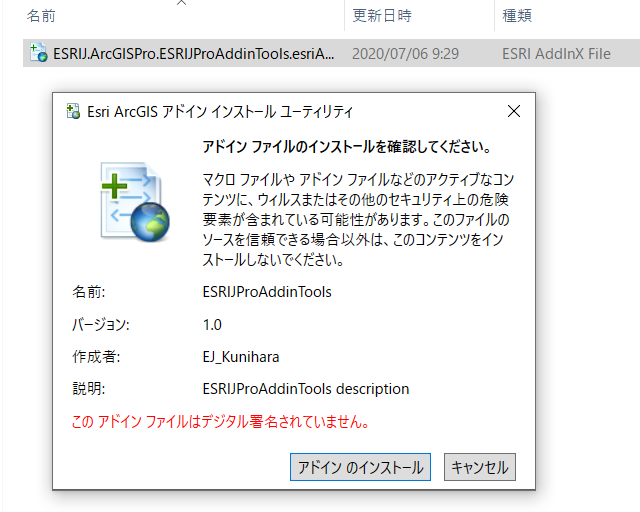 名前 更新日時 種類
ESRIJ.ArcGISPro.ESRIJProAddinTools.esriA... 2020/07/06 9:29 ESRI AddInX File
Esri ArcGIS アドイン インストール ユーティリティ
アドイン ファイルのインストールを確認してください。
マクロ ファイルや アドイン ファイルなどのアクティブなコン
テンツに、ウィルスまたはその他のセキュリティ上の危険
要素が含まれている可能性があります。このファイルの
ソースを信頼できる場合以外は、このコンテンツをイン
ストールしないでください。
名前: ESRIJProAddinTools
バージョン: 1.0
作成者: EJ_Kunihara
説明: ESRIJProAddinTools description
この アドイン ファイルはデジタル署名されていません。
アドイン のインストール キャンセル